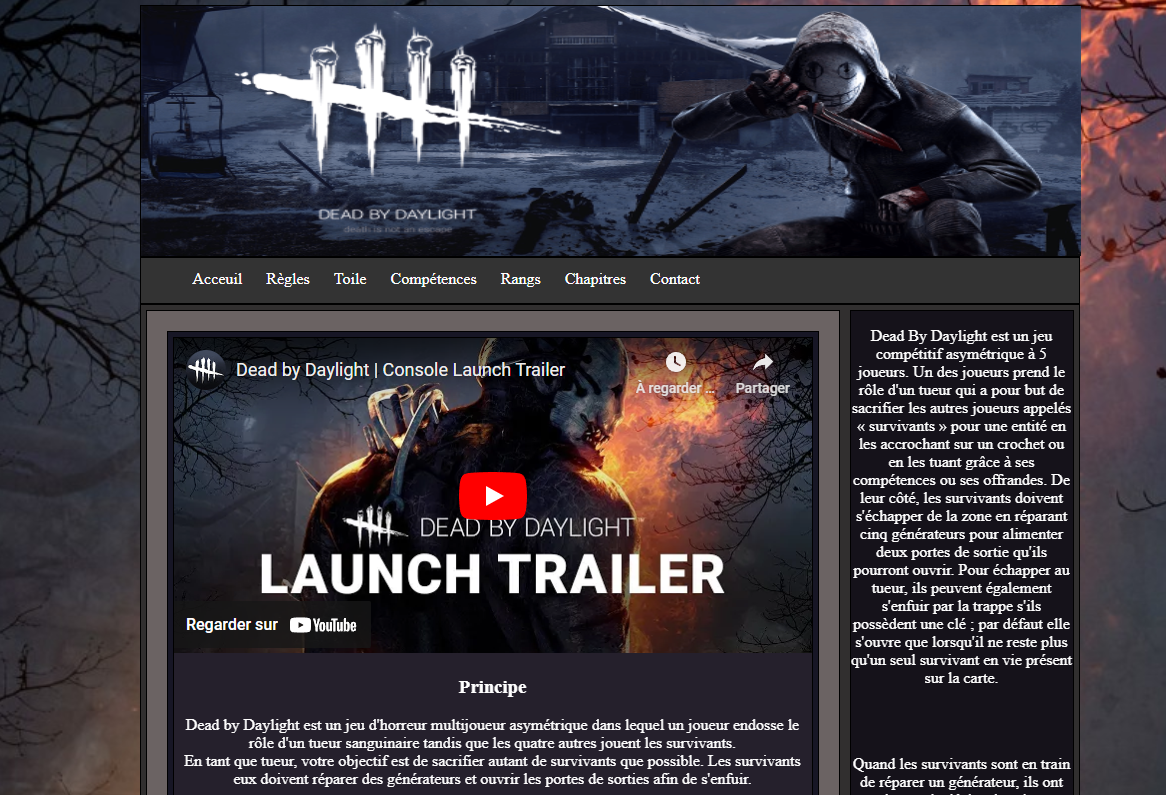 DEAD BY DAYLIGHT
death is not an escape
Acceuil Règles Toile Compétences Rangs Chapitres Contact
Dead by Daylight | Console Launch Trailer
À regarder ...
Partager
DEAD BY DAYLIGHT
LAUNCH TRAILER
Regarder sur YouTube
Principe
Dead by Daylight est un jeu d'horreur multijoueur asymétrique dans lequel un joueur endosse le
rôle d'un tueur sanguinaire tandis que les quatre autres jouent les survivants.
En tant que tueur, votre objectif est de sacrifier autant de survivants que possible. Les survivants
eux doivent réparer des générateurs et ouvrir les portes de sorties afin de s'enfuir.
Dead By Daylight est un jeu
compétitif asymétrique à 5
joueurs. Un des joueurs prend le
rôle d'un tueur qui a pour but de
sacrifier les autres joueurs appelés
« survivants » pour une entité en
les accrochant sur un crochet ou
en les tuant grâce à ses
compétences ou ses offrandes. De
leur côté, les survivants doivent
s'échapper de la zone en réparant
cinq générateurs pour alimenter
deux portes de sortie qu'ils
pourront ouvrir. Pour échapper au
tueur, ils peuvent également
s'enfuir par la trappe s'ils
possèdent une clé ; par défaut elle
s'ouvre que lorsqu'il ne reste plus
qu'un seul survivant en vie présent
sur la carte.
Quand les survivants sont en train
de réparer un générateur, ils ont